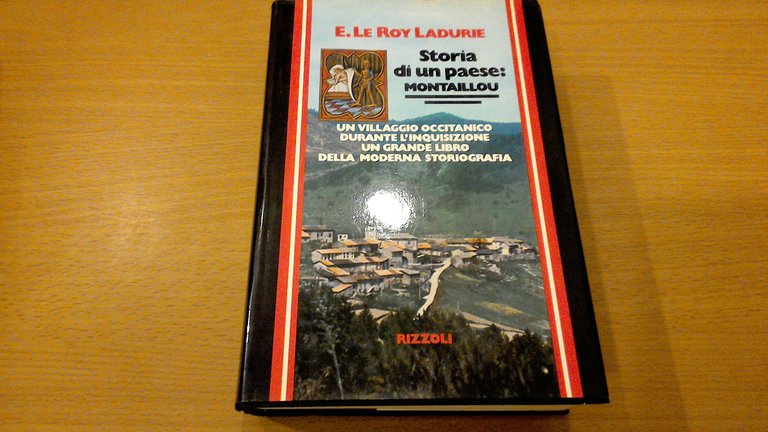 E. LE ROY LADURIE
Storia
di un paese:
MONTAILLOU
UN VILLAGGIO OCCITANICO
DURANTE L'INQUISIZIONE
UN GRANDE LIBRO
DELLA MODERNA STORIOGRAFIA
RIZZOLI